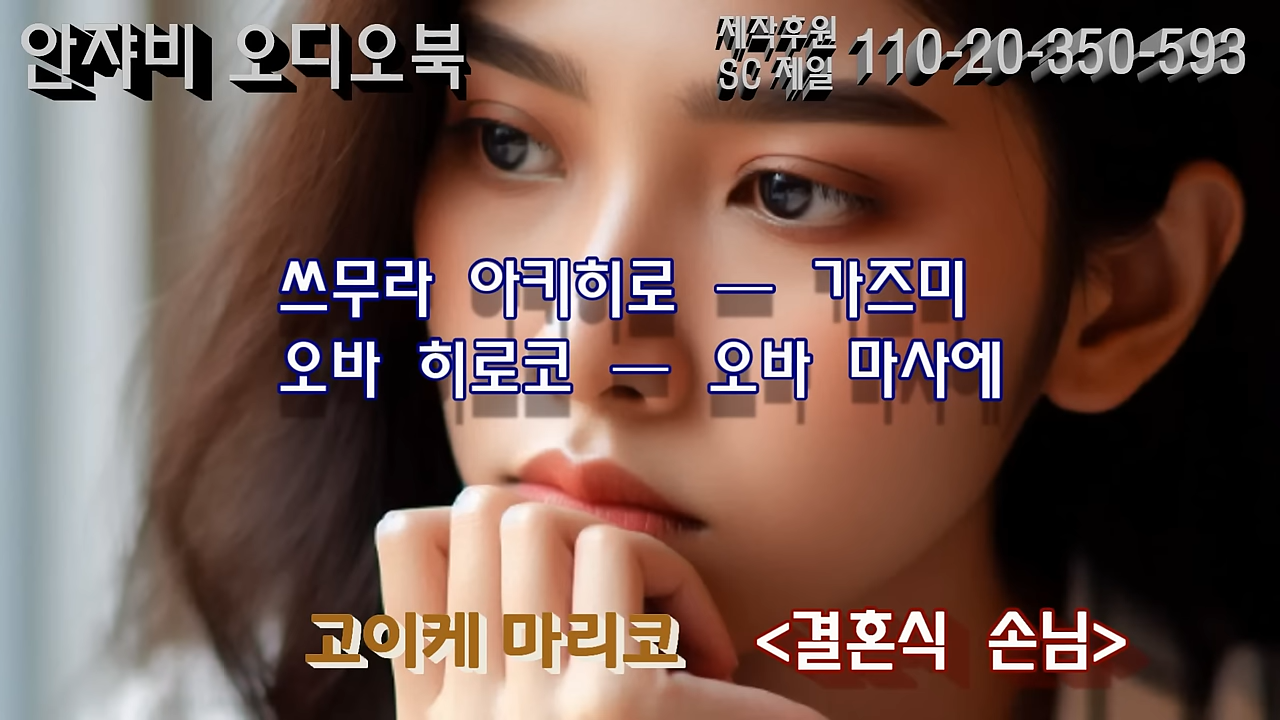 안쟈비 오디오북
제작후원
SC 제일
110-20-350-593
쓰무라 아키히로 — 가즈미
오바 히로코 — 오바 마사에
고이케 마리코
<결혼식 손님>